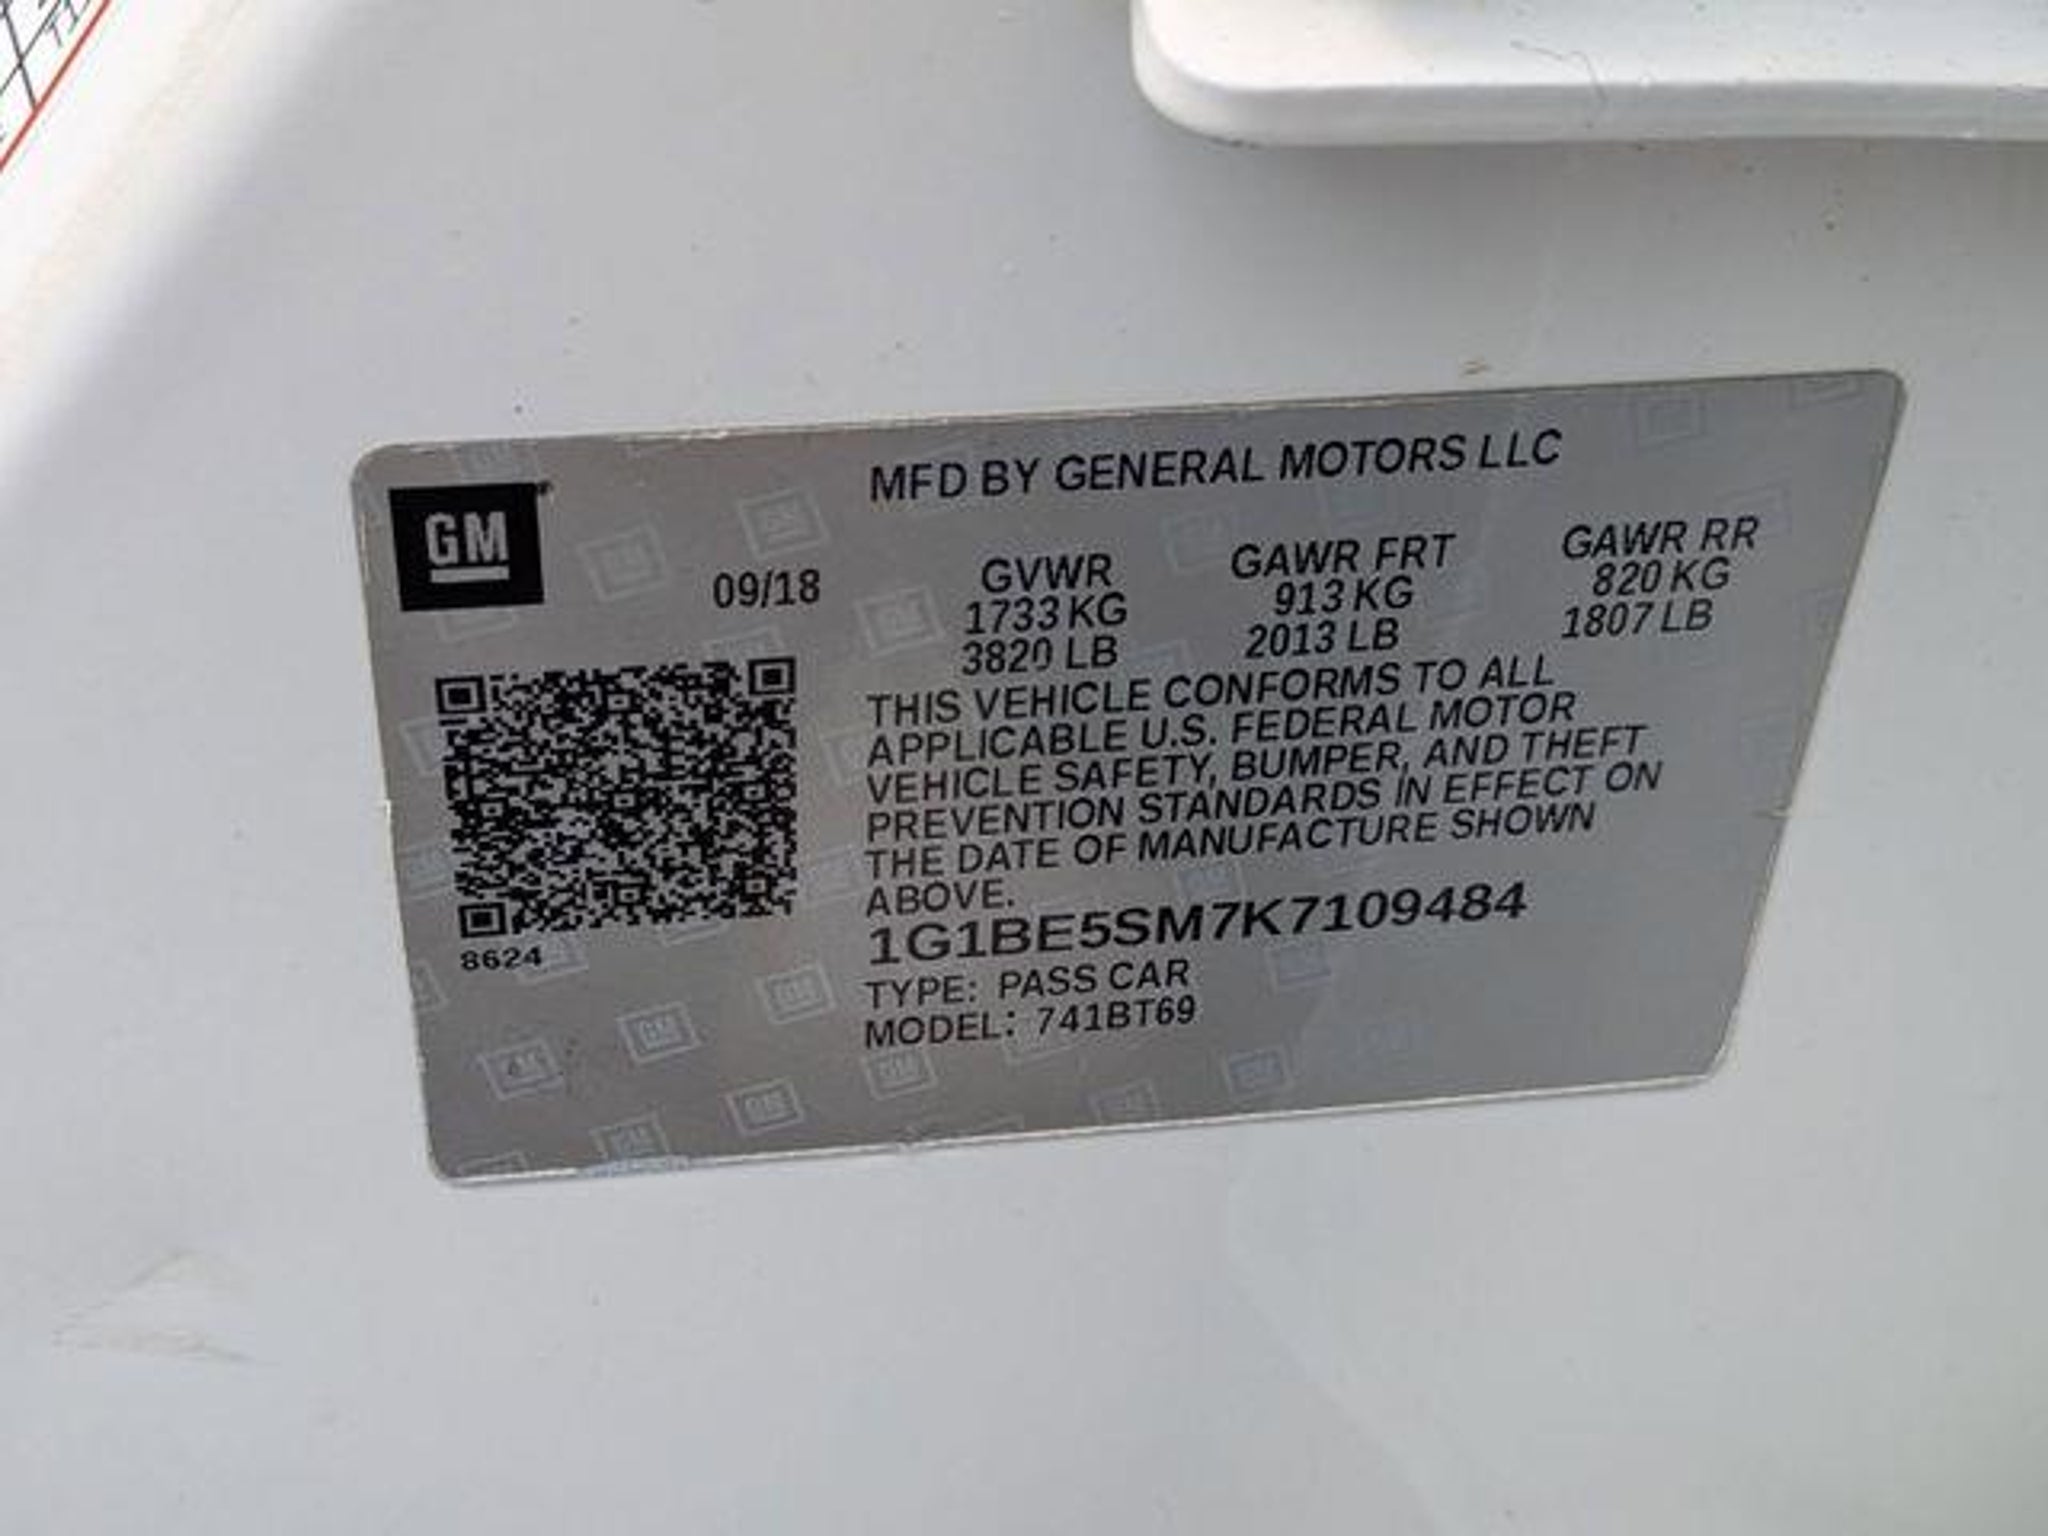 MFD BY GENERAL MOTORS LLC
GM
09/18
GVWR GAWR FRT GAWR RR
1733 KG 913 KG 820 KG
3820 LB 2013 LB 1807 LB
THIS VEHICLE CONFORMS TO ALL
APPLICABLE U.S. FEDERAL MOTOR
VEHICLE SAFETY, BUMPER, AND THEFT
PREVENTION STANDARDS IN EFFECT ON
THE DATE OF MANUFACTURE SHOWN
ABOVE.
1G1BE5SM7K7109484
8624
TYPE: PASS CAR
MODEL: 741BT69